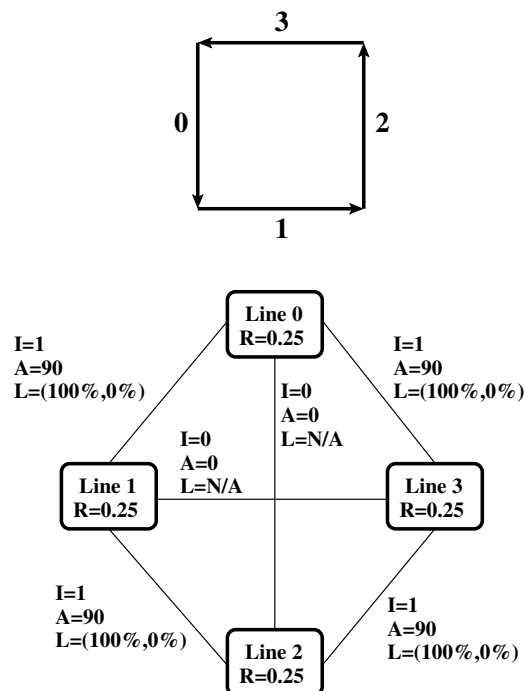 3
0
2
1
Line 0
R=0.25
I=1
A=90
L=(100%,0%)
I=1
A=90
L=(100%,0%)
I=0
A=0
L=N/A
I=0
A=0
L=N/A
Line 1
R=0.25
Line 3
R=0.25
I=1
A=90
L=(100%,0%)
I=1
A=90
L=(100%,0%)
Line 2
R=0.25